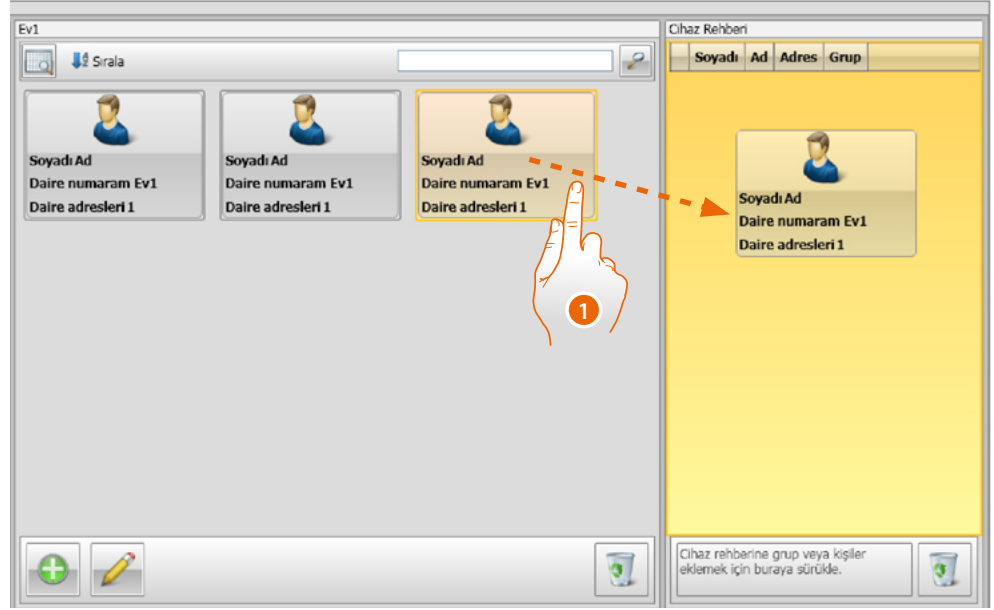 Ev1
Sırala
Soyadı Ad
Daire numaram Ev1
Daire adresleri 1
Soyadı Ad
Daire numaram Ev1
Daire adresleri 1
Soyadı Ad
Daire numaram Ev1
Daire adresleri 1
1
Cihaz Rehberi
Soyadı Ad Adres Grup
Soyadı Ad
Daire numaram Ev1
Daire adresleri 1
Cihaz rehberine grup veya kişiler
eklemek için buraya sürükle.